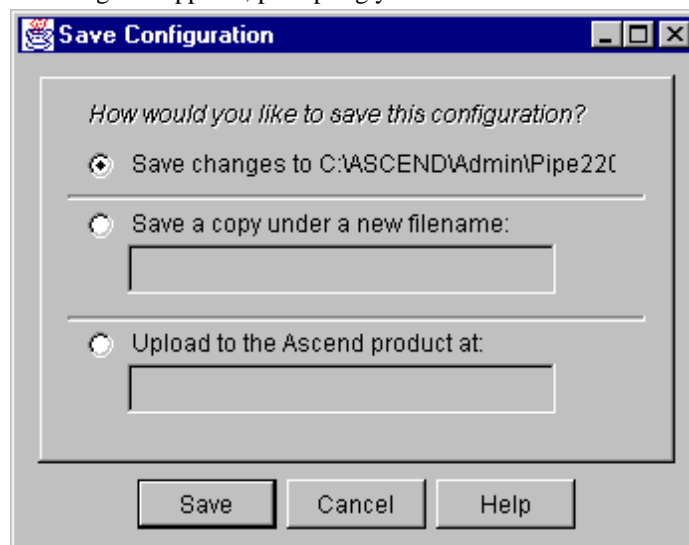 Save Configuration
How would you like to save this configuration?
Save changes to C:\ASCEND\Admin\Pipe220
Save a copy under a new filename:
Upload to the Ascend product at:
Save Cancel Help